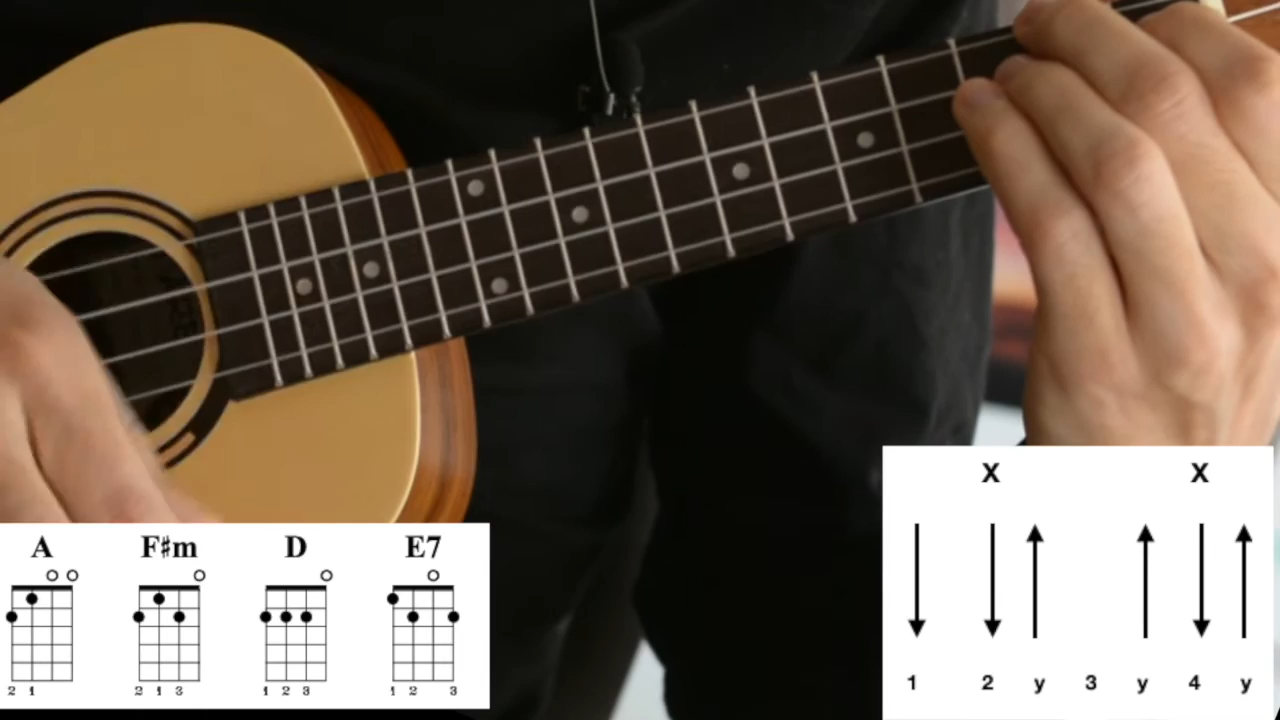 A F♯m D E7
2 1 2 1 3 1 2 3 1 2 3
X X
1 2 y 3 y 4 y